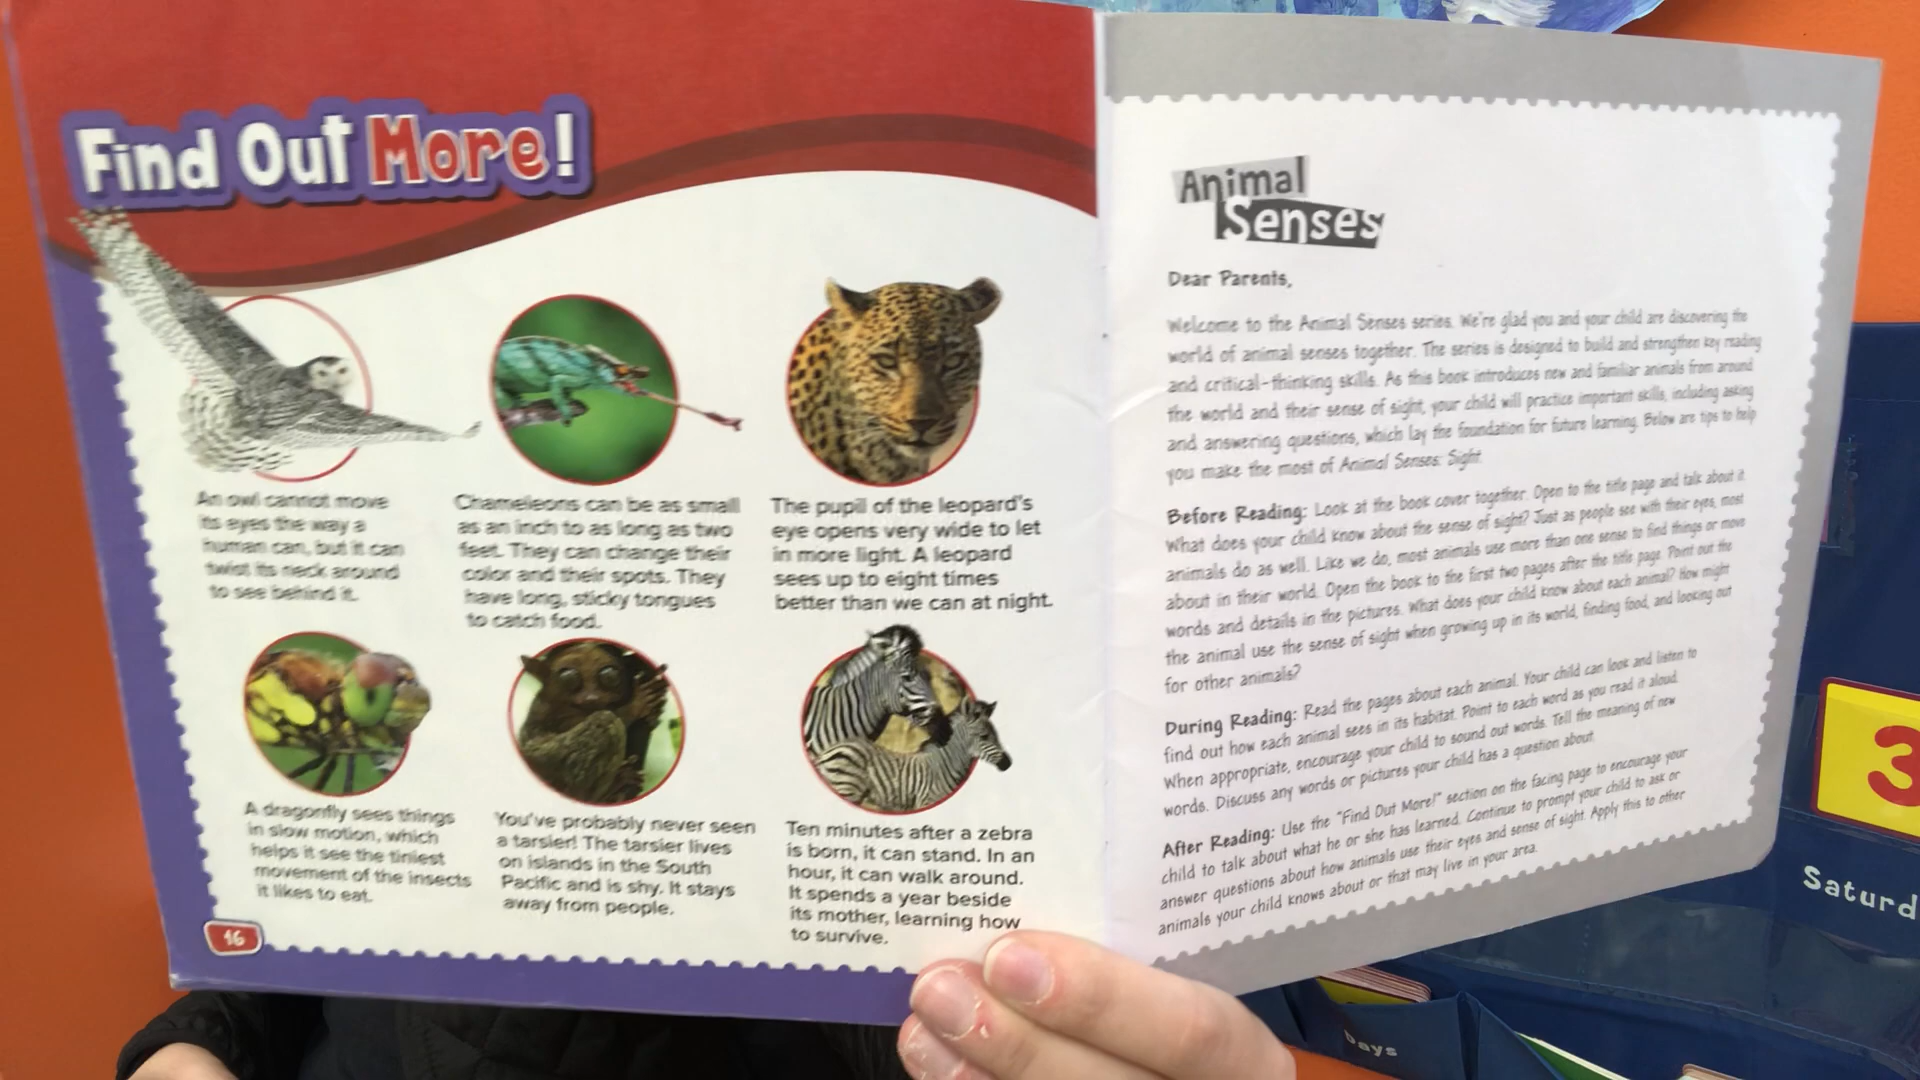 Find Out More!
An owl cannot move
its eyes the way a
human can, but it can
twist its neck around
to see behind it.
Chameleons can be as small
as an inch to as long as two
feet. They can change their
color and their spots. They
have long, sticky tongues
to catch food.
The pupil of the leopard's
eye opens very wide to let
in more light. A leopard
sees up to eight times
better than we can at night.
A dragonfly sees things
in slow motion, which
helps it see the tiniest
movement of the insects
it likes to eat.
You've probably never seen
a tarsier! The tarsier lives
on islands in the South
Pacific and is shy. It stays
away from people.
Ten minutes after a zebra
is born, it can stand. In an
hour, it can walk around.
It spends a year beside
its mother, learning how
to survive.
16
Animal
Senses
Dear Parents,
Welcome to the Animal Senses series. We're glad you and your child are discovering the
world of animal senses together. The series is designed to build and strengthen key reading
and critical-thinking skills. As this book introduces new and familiar animals from around
the world and their sense of sight, your child will practice important skills, including asking
and answering questions, which lay the foundation for future learning. Below are tips to help
you make the most of Animal Senses: Sight.
Before Reading: Look at the book cover together. Open to the title page and talk about it.
What does your child know about the sense of sight? Just as people see with their eyes, most
animals do as well. Like we do, most animals use more than one sense to find things or move
about in their world. Open the book to the first two pages after the title page. Point out the
words and details in the pictures. What does your child know about each animal? How might
the animal use the sense of sight when growing up in its world, finding food, and looking out
for other animals?
During Reading: Read the pages about each animal. Your child can look and listen to
find out how each animal sees in its habitat. Point to each word as you read it aloud.
When appropriate, encourage your child to sound out words. Tell the meaning of new
words. Discuss any words or pictures your child has a question about.
After Reading: Use the "Find Out More!" section on the facing page to encourage your
child to talk about what he or she has learned. Continue to prompt your child to ask or
answer questions about how animals use their eyes and sense of sight. Apply this to other
animals your child knows about or that may live in your area.
3
Saturd
Days